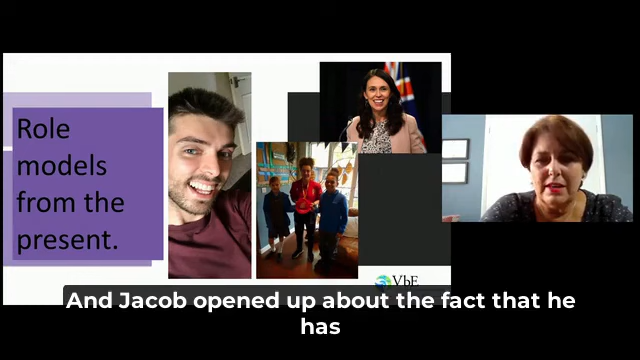 Role
models
from the
present.
VbE
And Jacob opened up about the fact that he
has